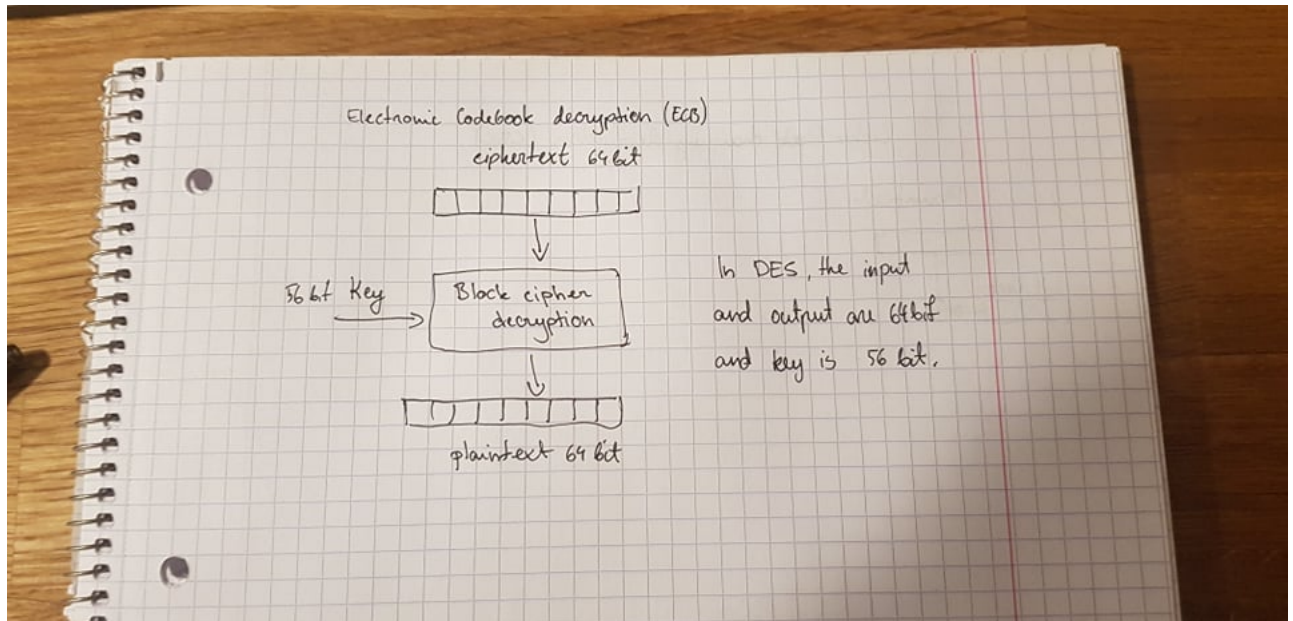 Electronic Codebook decryption (ECB)
ciphertext 64 bit
56 bit Key
Block cipher
decryption
plaintext 64 bit
In DES, the input
and output are 64 bit
and key is 56 bit.